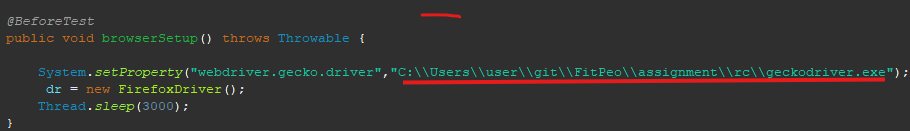 @BeforeTest
public void browserSetup() throws Throwable {
System.setProperty("webdriver.gecko.driver","C:\\Users\\user\\git\\FitPeo\\assignment\\rc\\geckodriver.exe");
dr = new FirefoxDriver();
Thread.sleep(3000);
}